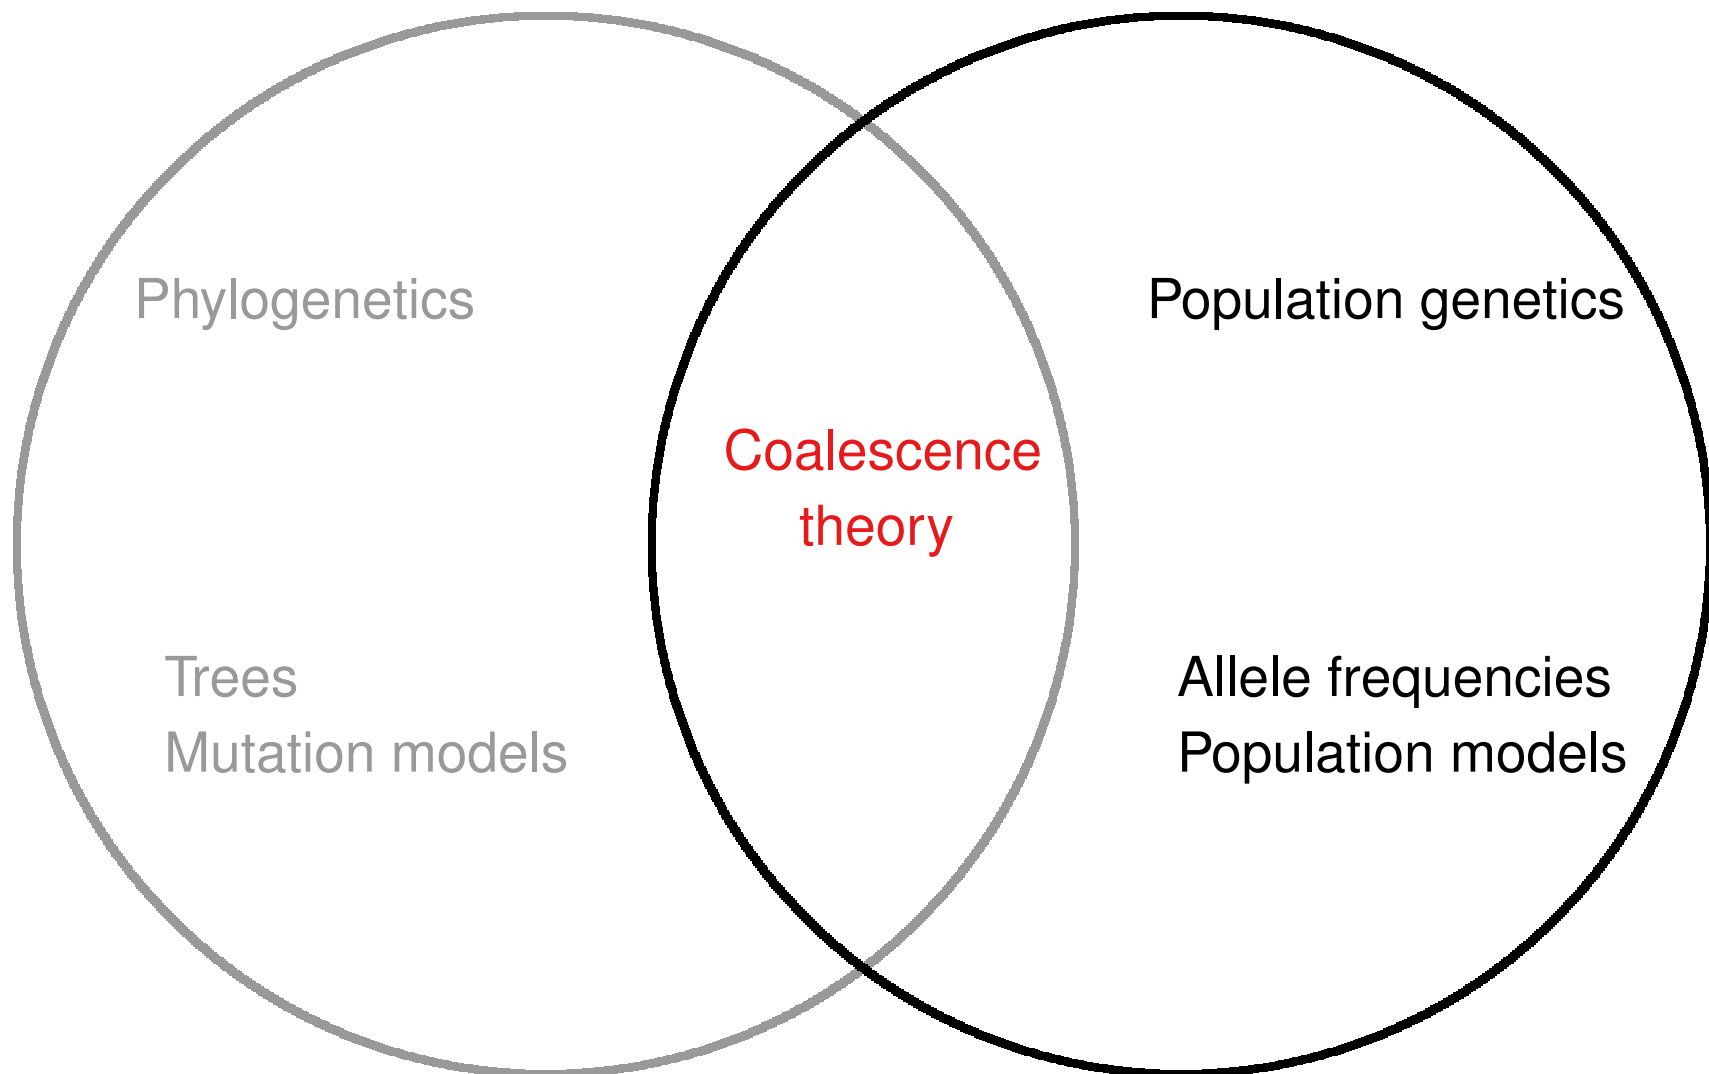 Phylogenetics
Population genetics
Coalescence
theory
Trees
Mutation models
Allele frequencies
Population models